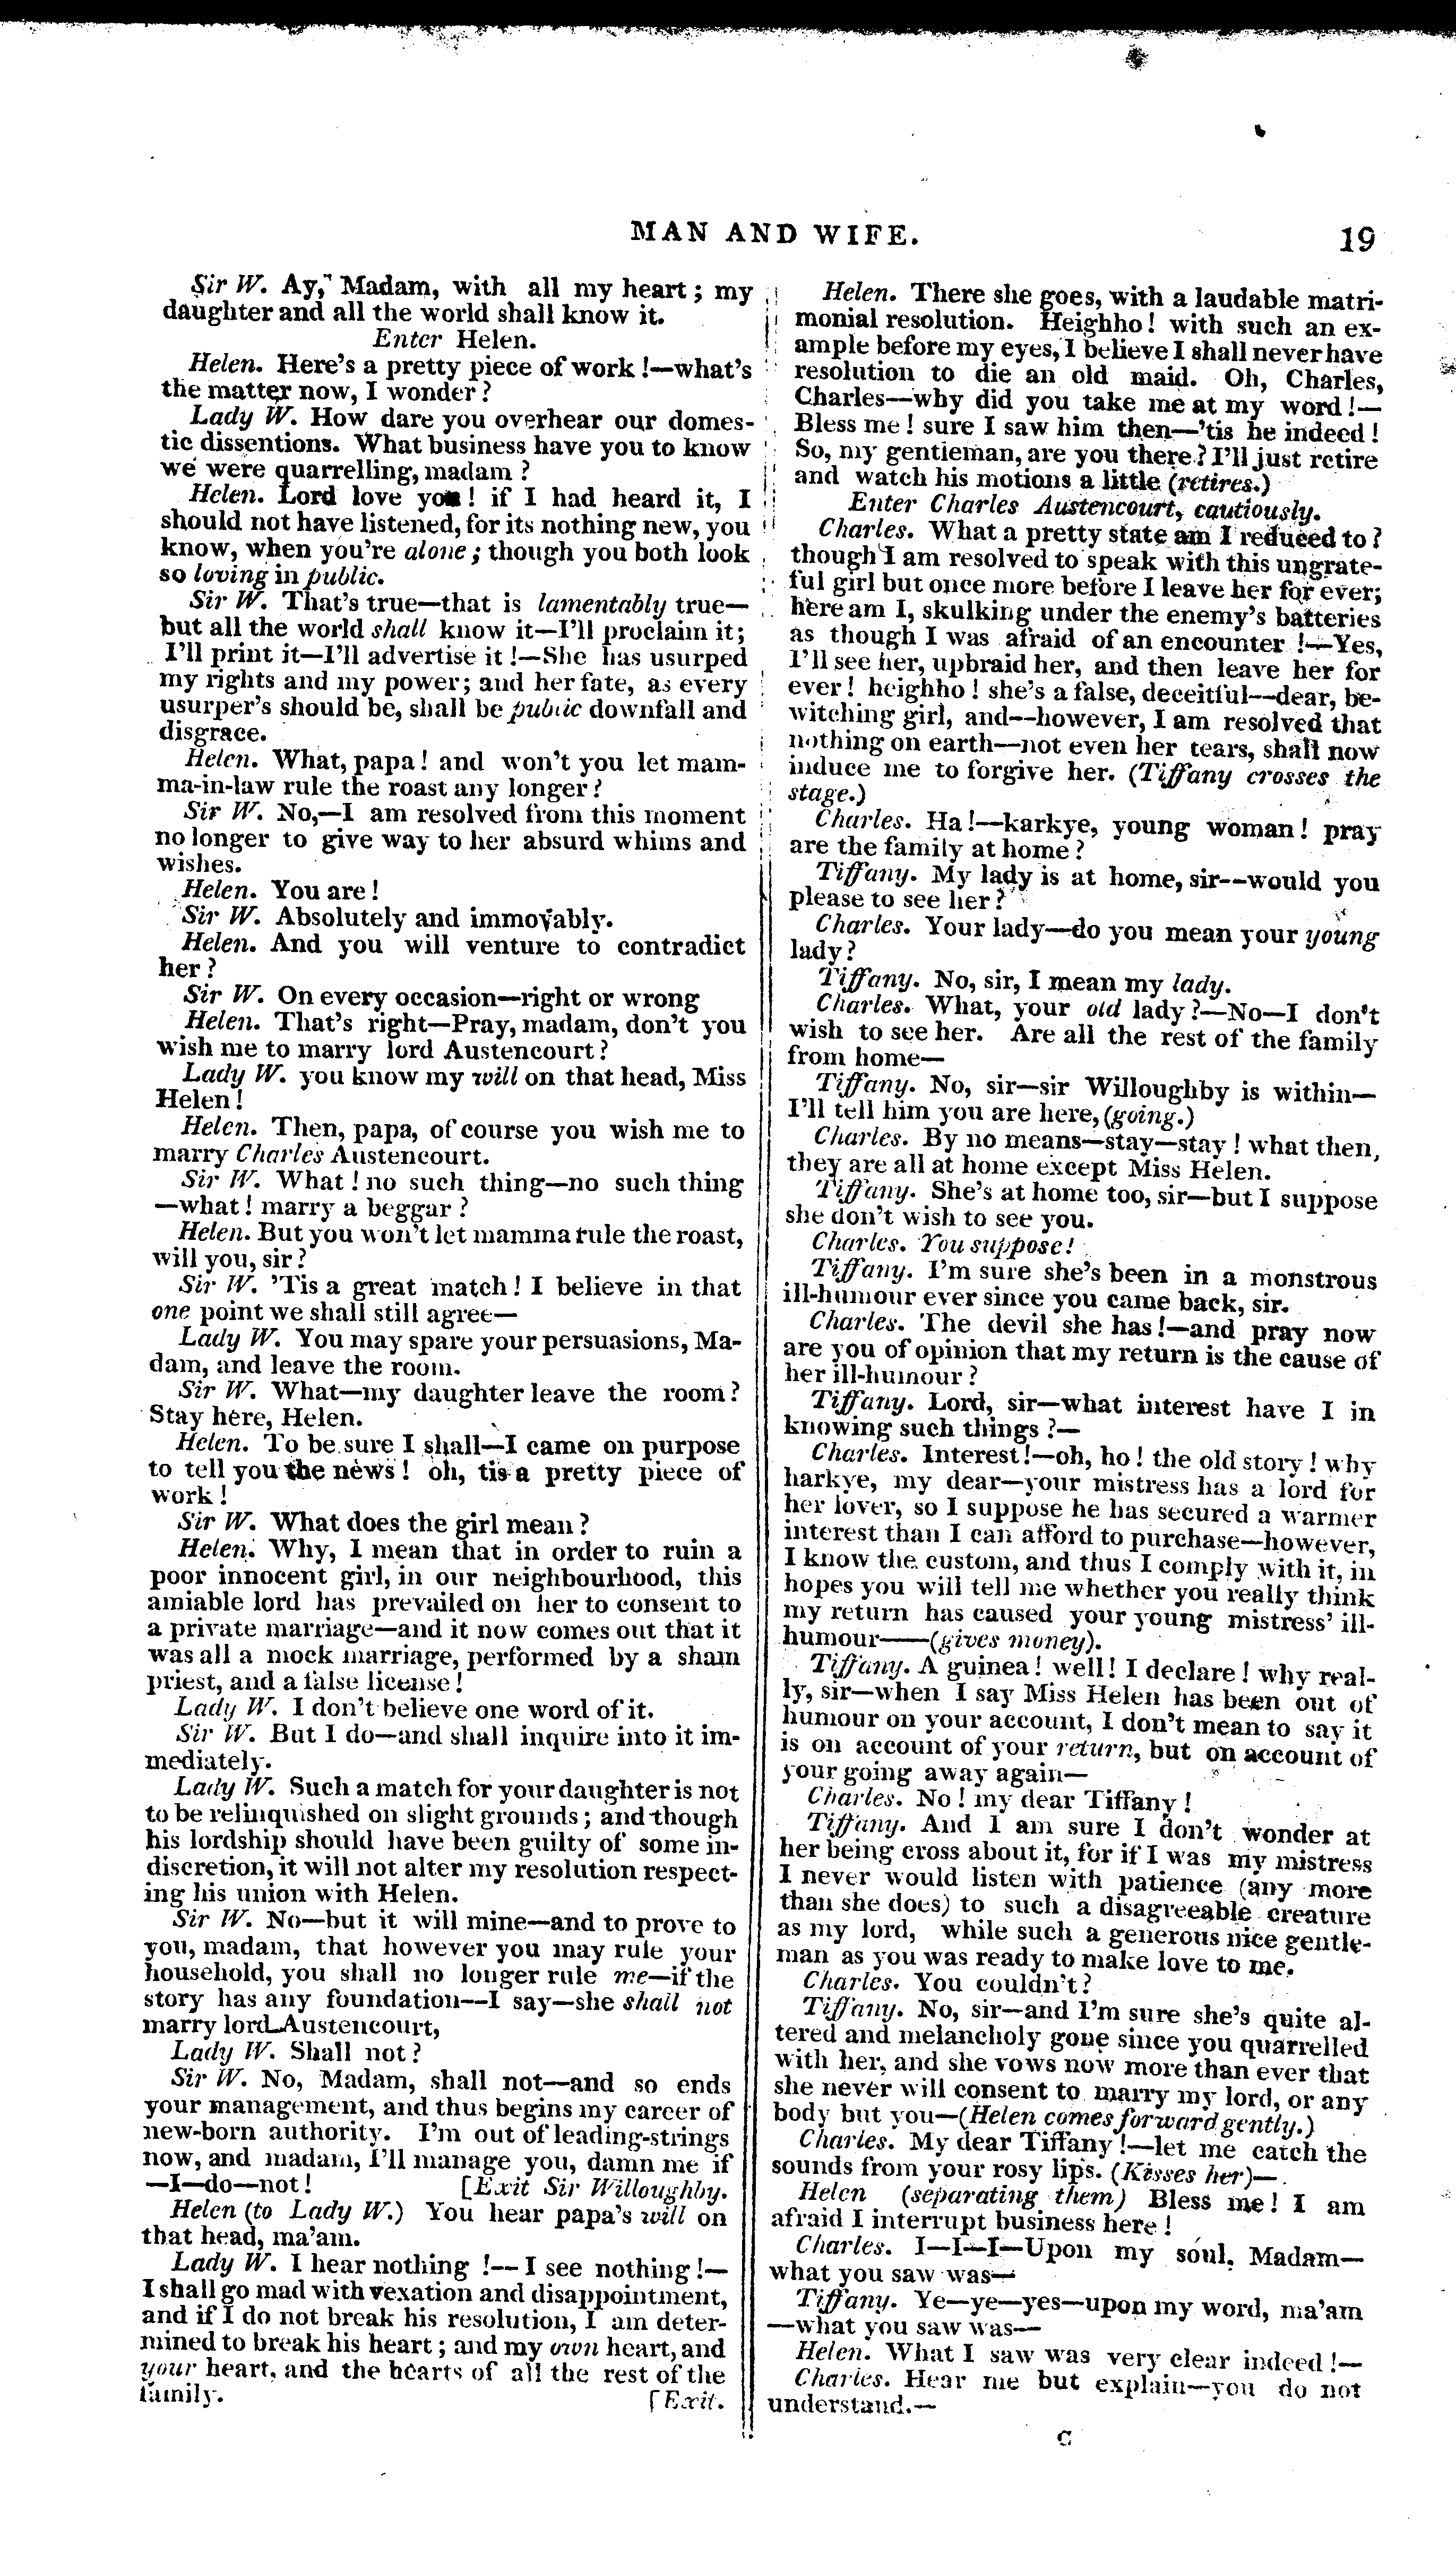 MAN AND WIFE.
19
Sir W. Ay, Madam, with all my heart; my
daughter and all the world shall know it.
Enter Helen.
Helen. Here's a pretty piece of work!—what's
the matter now, I wonder?
Lady W. How dare you overhear our domes-
tic dissentions. What business have you to know
we were quarrelling, madam?
Helen. Lord love you! if I had heard it, I
should not have listened, for its nothing new, you
know, when you're alone; though you both look
so loving in public.
Sir W. That's true—that is lamentably true—
but all the world shall know it—I'll proclaim it;
I'll print it—I'll advertise it!—She has usurped
my rights and my power; and her fate, as every
usurper's should be, shall be public downfall and
disgrace.
Helen. What, papa! and won't you let mam-
ma-in-law rule the roast any longer?
Sir W. No,—I am resolved from this moment
no longer to give way to her absurd whims and
wishes.
Helen. You are!
Sir W. Absolutely and immovably.
Helen. And you will venture to contradict
her?
Sir W. On every occasion—right or wrong
Helen. That's right—Pray, madam, don't you
wish me to marry lord Austencourt?
Lady W. you know my will on that head, Miss
Helen!
Helen. Then, papa, of course you wish me to
marry Charles Austencourt.
Sir W. What! no such thing—no such thing
—what! marry a beggar?
Helen. But you won't let mamma rule the roast,
will you, sir?
Sir W. 'Tis a great match! I believe in that
one point we shall still agree—
Lady W. You may spare your persuasions, Ma-
dam, and leave the room.
Sir W. What—my daughter leave the room?
Stay here, Helen.
Helen. To be sure I shall—I came on purpose
to tell you the news! oh, tis a pretty piece of
work!
Sir W. What does the girl mean?
Helen. Why, I mean that in order to ruin a
poor innocent girl, in our neighbourhood, this
amiable lord has prevailed on her to consent to
a private marriage—and it now comes out that it
was all a mock marriage, performed by a sham
priest, and a false license!
Lady W. I don't believe one word of it.
Sir W. But I do—and shall inquire into it im-
mediately.
Lady W. Such a match for your daughter is not
to be relinquished on slight grounds; and though
his lordship should have been guilty of some in-
discretion, it will not alter my resolution respect-
ing his union with Helen.
Sir W. No—but it will mine—and to prove to
you, madam, that however you may rule your
household, you shall no longer rule me—if the
story has any foundation—I say—she shall not
marry lord Austencourt,
Lady W. Shall not?
Sir W. No, Madam, shall not—and so ends
your management, and thus begins my career of
new-born authority. I'm out of leading-strings
now, and madam, I'll manage you, damn me if
—I—do—not! [Exit Sir Willoughby.
Helen (to Lady W.) You hear papa's will on
that head, ma'am.
Lady W. I hear nothing!—I see nothing!—
I shall go mad with vexation and disappointment,
and if I do not break his resolution, I am deter-
mined to break his heart; and my own heart, and
your heart, and the hearts of all the rest of the
family. [Exit.
Helen. There she goes, with a laudable matri-
monial resolution. Heighho! with such an ex-
ample before my eyes, I believe I shall never have
resolution to die an old maid. Oh, Charles,
Charles—why did you take me at my word!—
Bless me! sure I saw him then—'tis he indeed!
So, my gentleman, are you there? I'll just retire
and watch his motions a little (retires.)
Enter Charles Austencourt, cautiously.
Charles. What a pretty state am I reduced to?
though I am resolved to speak with this ungrate-
ful girl but once more before I leave her for ever;
here am I, skulking under the enemy's batteries
as though I was afraid of an encounter!—Yes,
I'll see her, upbraid her, and then leave her for
ever! heighho! she's a false, deceitful—dear, be-
witching girl, and—however, I am resolved that
nothing on earth—not even her tears, shall now
induce me to forgive her. (Tiffany crosses the
stage.)
Charles. Ha!—karkye, young woman! pray
are the family at home?
Tiffany. My lady is at home, sir—would you
please to see her?
Charles. Your lady—do you mean your young
lady?
Tiffany. No, sir, I mean my lady.
Charles. What, your old lady?—No—I don't
wish to see her. Are all the rest of the family
from home—
Tiffany. No, sir—sir Willoughby is within—
I'll tell him you are here, (going.)
Charles. By no means—stay—stay! what then,
they are all at home except Miss Helen.
Tiffany. She's at home too, sir—but I suppose
she don't wish to see you.
Charles. You suppose!
Tiffany. I'm sure she's been in a monstrous
ill-humour ever since you came back, sir.
Charles. The devil she has!—and pray now
are you of opinion that my return is the cause of
her ill-humour?
Tiffany. Lord, sir—what interest have I in
knowing such things?—
Charles. Interest!—oh, ho! the old story! why
harkye, my dear—your mistress has a lord for
her lover, so I suppose he has secured a warmer
interest than I can afford to purchase—however,
I know the custom, and thus I comply with it, in
hopes you will tell me whether you really think
my return has caused your young mistress' ill-
humour——(gives money).
Tiffany. A guinea! well! I declare! why real-
ly, sir—when I say Miss Helen has been out of
humour on your account, I don't mean to say it
is on account of your return, but on account of
your going away again—
Charles. No! my dear Tiffany!
Tiffany. And I am sure I don't wonder at
her being cross about it, for if I was my mistress
I never would listen with patience (any more
than she does) to such a disagreeable creature
as my lord, while such a generous nice gentle-
man as you was ready to make love to me.
Charles. You couldn't?
Tiffany. No, sir—and I'm sure she's quite al-
tered and melancholy gone since you quarrelled
with her, and she vows now more than ever that
she never will consent to marry my lord, or any
body but you—(Helen comes forward gently.)
Charles. My dear Tiffany!—let me catch the
sounds from your rosy lips. (Kisses her)—
Helen (separating them) Bless me! I am
afraid I interrupt business here!
Charles. I—I—I—Upon my soul, Madam—
what you saw was—
Tiffany. Ye—ye—yes—upon my word, ma'am
—what you saw was—
Helen. What I saw was very clear indeed!—
Charles. Hear me but explain—you do not
understand.—
C